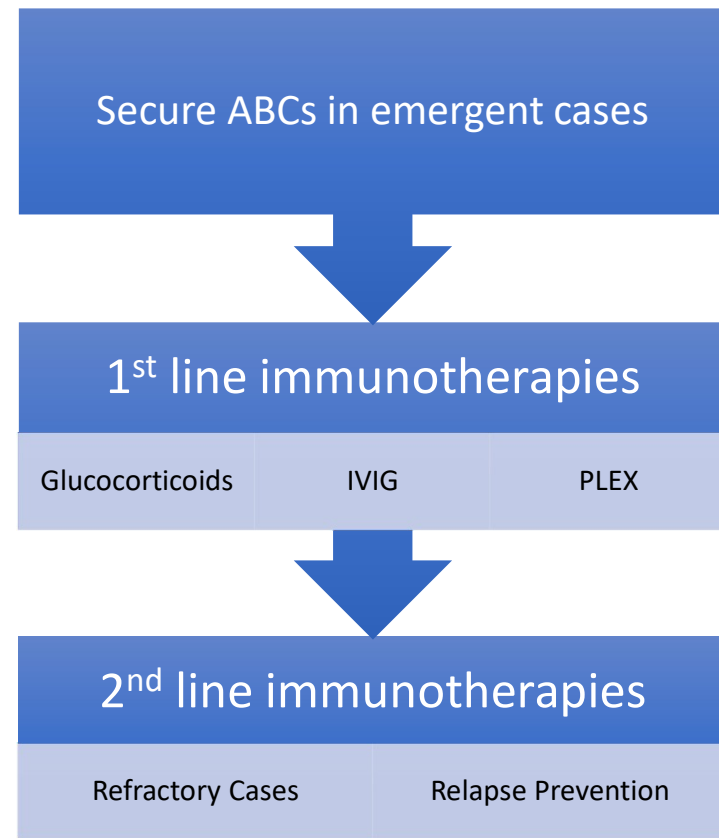 Secure ABCs in emergent cases
1st line immunotherapies
Glucocorticoids IVIG PLEX
2nd line immunotherapies
Refractory Cases Relapse Prevention